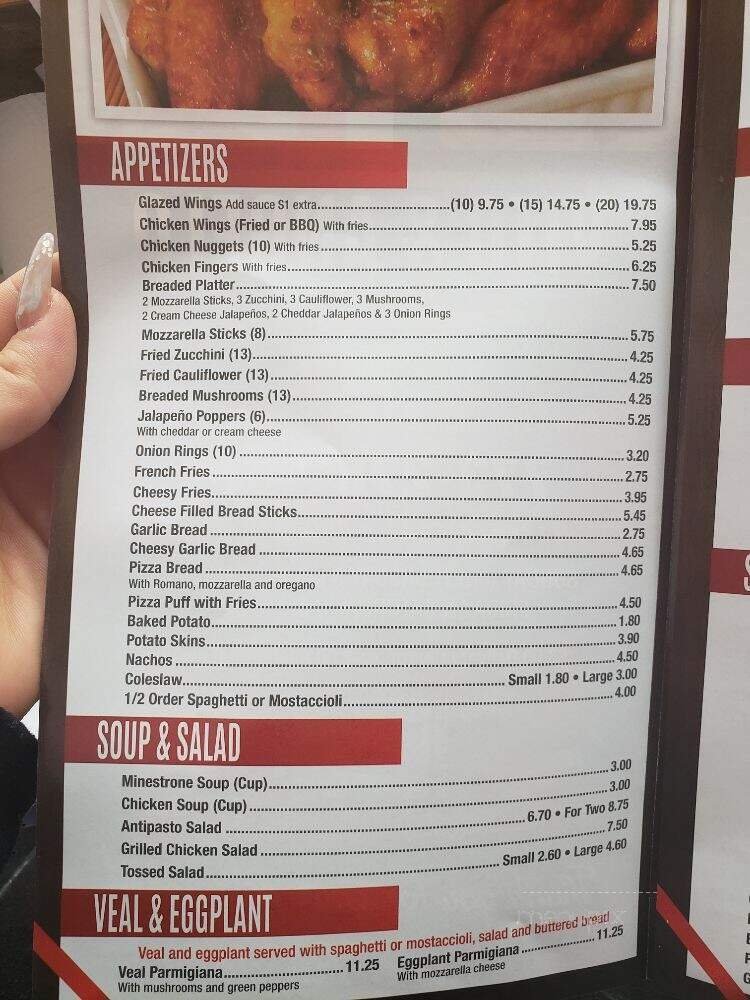 APPETIZERS
Glazed Wings Add sauce $1 extra..........(10) 9.75 • (15) 14.75 • (20) 19.75
Chicken Wings (Fried or BBQ) With fries..........7.95
Chicken Nuggets (10) With fries..........5.25
Chicken Fingers With fries..........6.25
Breaded Platter..........7.50
2 Mozzarella Sticks, 3 Zucchini, 3 Cauliflower, 3 Mushrooms,
2 Cream Cheese Jalapeños, 2 Cheddar Jalapeños & 3 Onion Rings
Mozzarella Sticks (8)..........5.75
Fried Zucchini (13)..........4.25
Fried Cauliflower (13)..........4.25
Breaded Mushrooms (13)..........4.25
Jalapeño Poppers (6)..........5.25
With cheddar or cream cheese
Onion Rings (10)..........3.20
French Fries..........2.75
Cheesy Fries..........3.95
Cheese Filled Bread Sticks..........5.45
Garlic Bread..........2.75
Cheesy Garlic Bread..........4.65
Pizza Bread..........4.65
With Romano, mozzarella and oregano
Pizza Puff with Fries..........4.50
Baked Potato..........1.80
Potato Skins..........3.90
Nachos..........4.50
Coleslaw..........Small 1.80 • Large 3.00
1/2 Order Spaghetti or Mostaccioli..........4.00
SOUP & SALAD
Minestrone Soup (Cup)..........3.00
Chicken Soup (Cup)..........3.00
Antipasto Salad..........6.70 • For Two 8.75
Grilled Chicken Salad..........7.50
Tossed Salad..........Small 2.60 • Large 4.60
VEAL & EGGPLANT
Veal and eggplant served with spaghetti or mostaccioli, salad and buttered bread
Veal Parmigiana..........11.25
With mushrooms and green peppers
Eggplant Parmigiana..........11.25
With mozzarella cheese